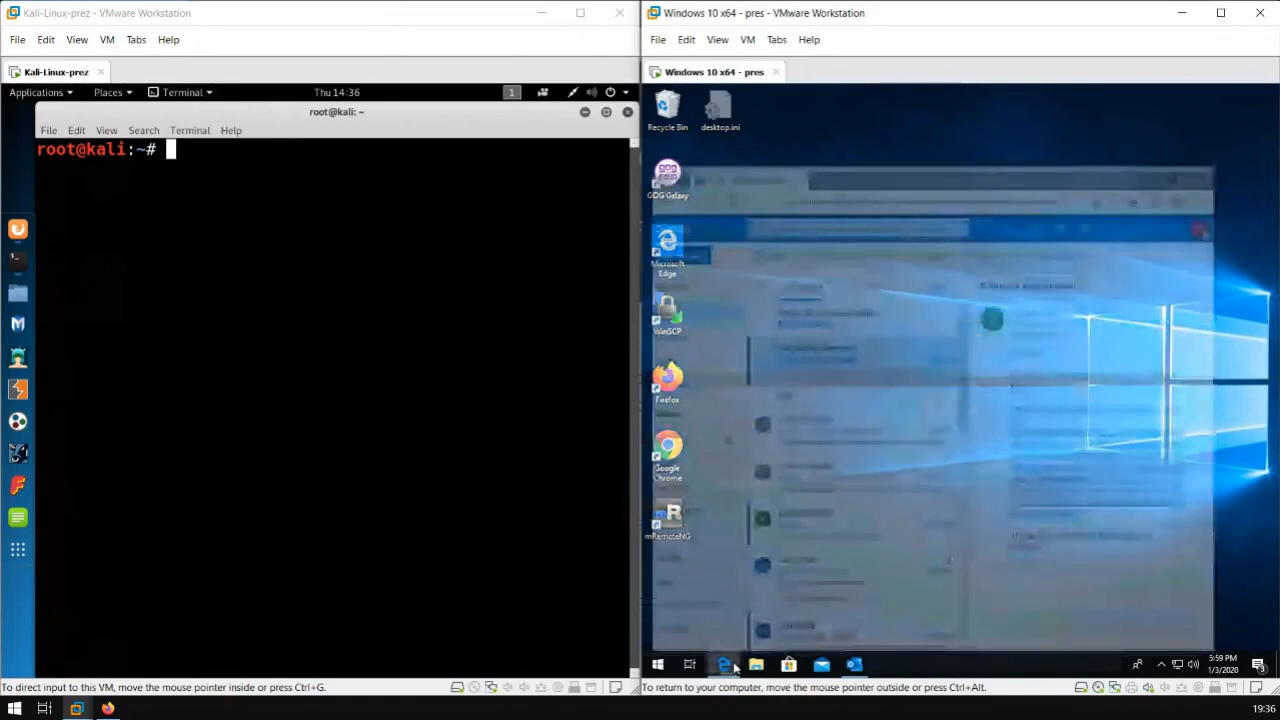 Kali-Linux-prez - VMware Workstation
File Edit View VM Tabs Help
Kali-Linux-prez
Applications Places Terminal Thu 14:36 1
root@kali: ~
File Edit View Search Terminal Help
root@kali:~#
To direct input to this VM, move the mouse pointer inside or press Ctrl+G.
Windows 10 x64 - pres - VMware Workstation
File Edit View VM Tabs Help
Windows 10 x64 - pres
Recycle Bin
desktop.ini
GOG Galaxy
Microsoft
Edge
WinSCP
Firefox
Google
Chrome
mRemoteNG
5:59 PM
1/3/2020
To return to your computer, move the mouse pointer outside or press Ctrl+Alt.
19:36